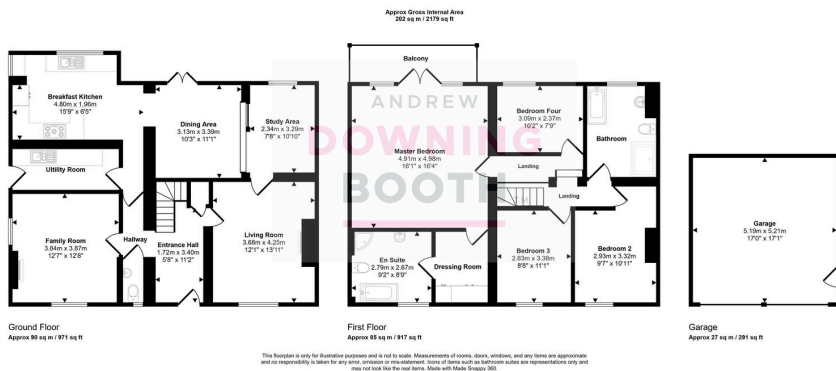 Approx Gross Internal Area
202 sq m / 2179 sq ft
Balcony
Breakfast Kitchen
4.80m x 1.96m
15'9" x 6'5"
Dining Area
3.13m x 3.39m
10'3" x 11'1"
Study Area
2.34m x 3.29m
7'8" x 10'10"
Ultility Room
Family Room
3.84m x 3.87m
12'7" x 12'8"
Hallway
Entrance Hall
1.72m x 3.40m
5'8" x 11'2"
Living Room
3.68m x 4.25m
12'1" x 13'11"
Ground Floor
Approx 90 sq m / 971 sq ft
ANDREW
DOWNING
BOOTH
Master Bedroom
4.91m x 4.98m
16'1" x 16'4"
Bedroom Four
3.09m x 2.37m
10'2" x 7'9"
Bathroom
Landing
Landing
En Suite
2.79m x 2.67m
9'2" x 8'9"
Dressing Room
Bedroom 3
2.63m x 3.38m
8'8" x 11'1"
Bedroom 2
2.93m x 3.32m
9'7" x 10'11"
First Floor
Approx 85 sq m / 917 sq ft
Garage
5.19m x 5.21m
17'0" x 17'1"
Garage
Approx 27 sq m / 291 sq ft
This floorplan is only for illustrative purposes and is not to scale. Measurements of rooms, doors, windows, and any items are approximate
and no responsibility is taken for any error, omission or mis-statement. Icons of items such as bathroom suites are representations only and
may not look like the real items. Made with Made Snappy 360.